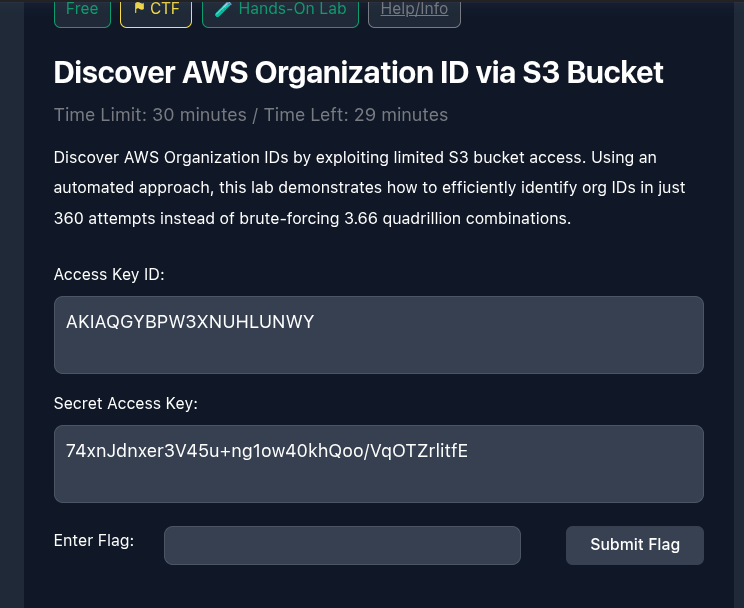 Free
CTF
Hands-On Lab
Help/Info
Discover AWS Organization ID via S3 Bucket
Time Limit: 30 minutes / Time Left: 29 minutes
Discover AWS Organization IDs by exploiting limited S3 bucket access. Using an
automated approach, this lab demonstrates how to efficiently identify org IDs in just
360 attempts instead of brute-forcing 3.66 quadrillion combinations.
Access Key ID:
AKIAQGYBPW3XNUHLUNWY
Secret Access Key:
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
Enter Flag:
Submit Flag